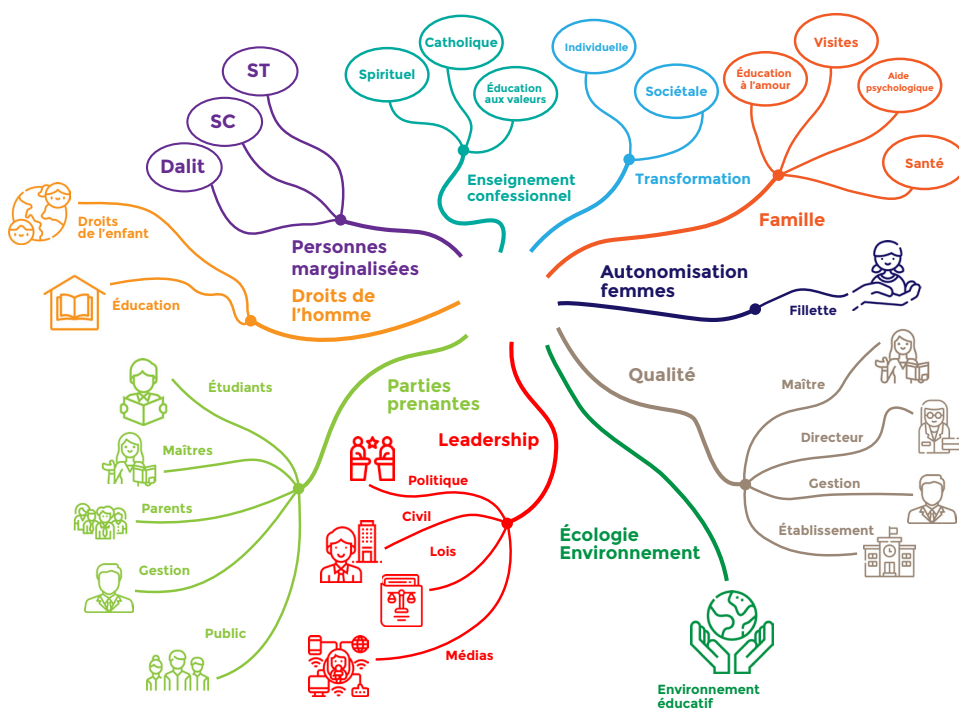 ST
SC
Dalit
Personnes
marginalisées
Catholique
Spirituel
Éducation
aux valeurs
Enseignement
confessionnel
Individuelle
Sociétale
Transformation
Visites
Éducation
à l'amour
Aide
psychologique
Santé
Famille
Droits
de l'enfant
Éducation
Droits de
l'homme
Autonomisation
femmes
Fillette
Parties
prenantes
Étudiants
Maîtres
Parents
Gestion
Public
Leadership
Politique
Civil
Lois
Médias
Écologie
Environnement
Environnement
éducatif
Qualité
Maître
Directeur
Gestion
Établissement